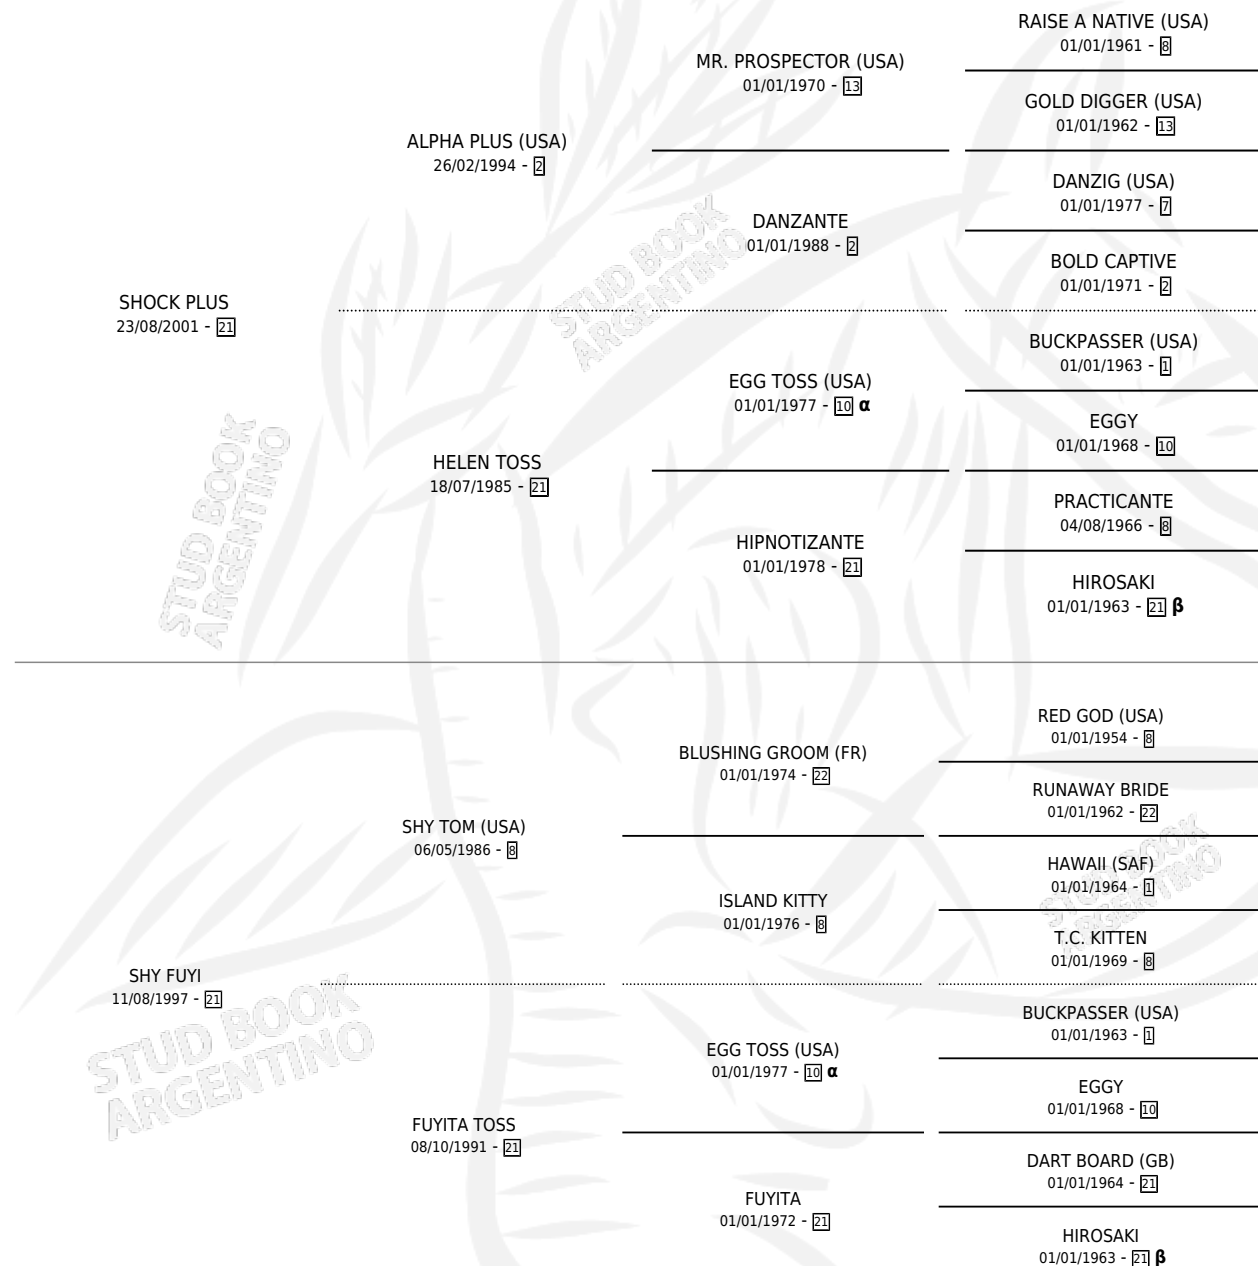 RAISE A NATIVE (USA)
01/01/1961 - 8
MR. PROSPECTOR (USA)
01/01/1970 - 13
GOLD DIGGER (USA)
01/01/1962 - 13
ALPHA PLUS (USA)
26/02/1994 - 2
DANZIG (USA)
01/01/1977 - 7
DANZANTE
01/01/1988 - 2
BOLD CAPTIVE
01/01/1971 - 2
STUD BOOK
ARGENTINO
SHOCK PLUS
23/08/2001 - 21
BUCKPASSER (USA)
01/01/1963 - 1
EGG TOSS (USA)
01/01/1977 - 10 α
EGGY
01/01/1968 - 10
HELEN TOSS
18/07/1985 - 21
PRACTICANTE
04/08/1966 - 8
HIPNOTIZANTE
01/01/1978 - 21
HIROSAKI
01/01/1963 - 21 β
STUD BOOK
ARGENTINO
RED GOD (USA)
01/01/1954 - 8
BLUSHING GROOM (FR)
01/01/1974 - 22
RUNAWAY BRIDE
01/01/1962 - 22
SHY TOM (USA)
06/05/1986 - 8
HAWAII (SAF)
01/01/1964 - 1
STUD BOOK
ARGENTINO
ISLAND KITTY
01/01/1976 - 8
T.C. KITTEN
01/01/1969 - 8
SHY FUYI
11/08/1997 - 21
STUD BOOK
ARGENTINO
BUCKPASSER (USA)
01/01/1963 - 1
EGG TOSS (USA)
01/01/1977 - 10 α
EGGY
01/01/1968 - 10
FUYITA TOSS
08/10/1991 - 21
DART BOARD (GB)
01/01/1964 - 21
FUYITA
01/01/1972 - 21
HIROSAKI
01/01/1963 - 21 β